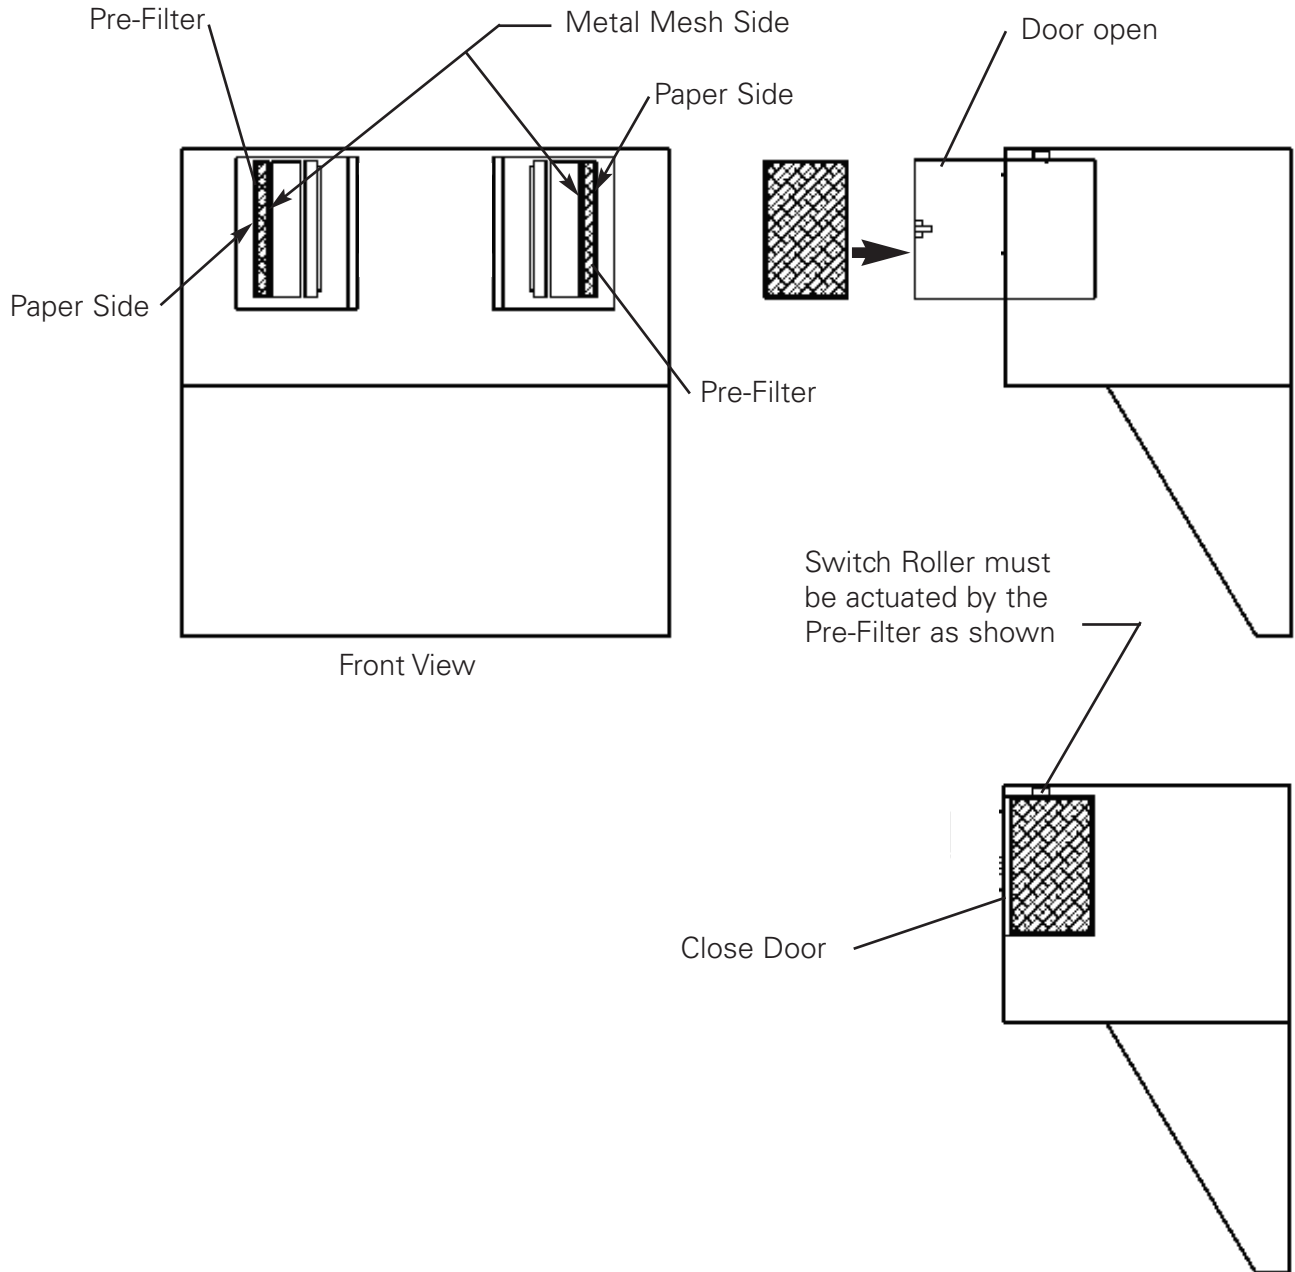 Pre-Filter
Metal Mesh Side
Door open
Paper Side
Paper Side
Pre-Filter
Switch Roller must
be actuated by the
Pre-Filter as shown
Front View
Close Door